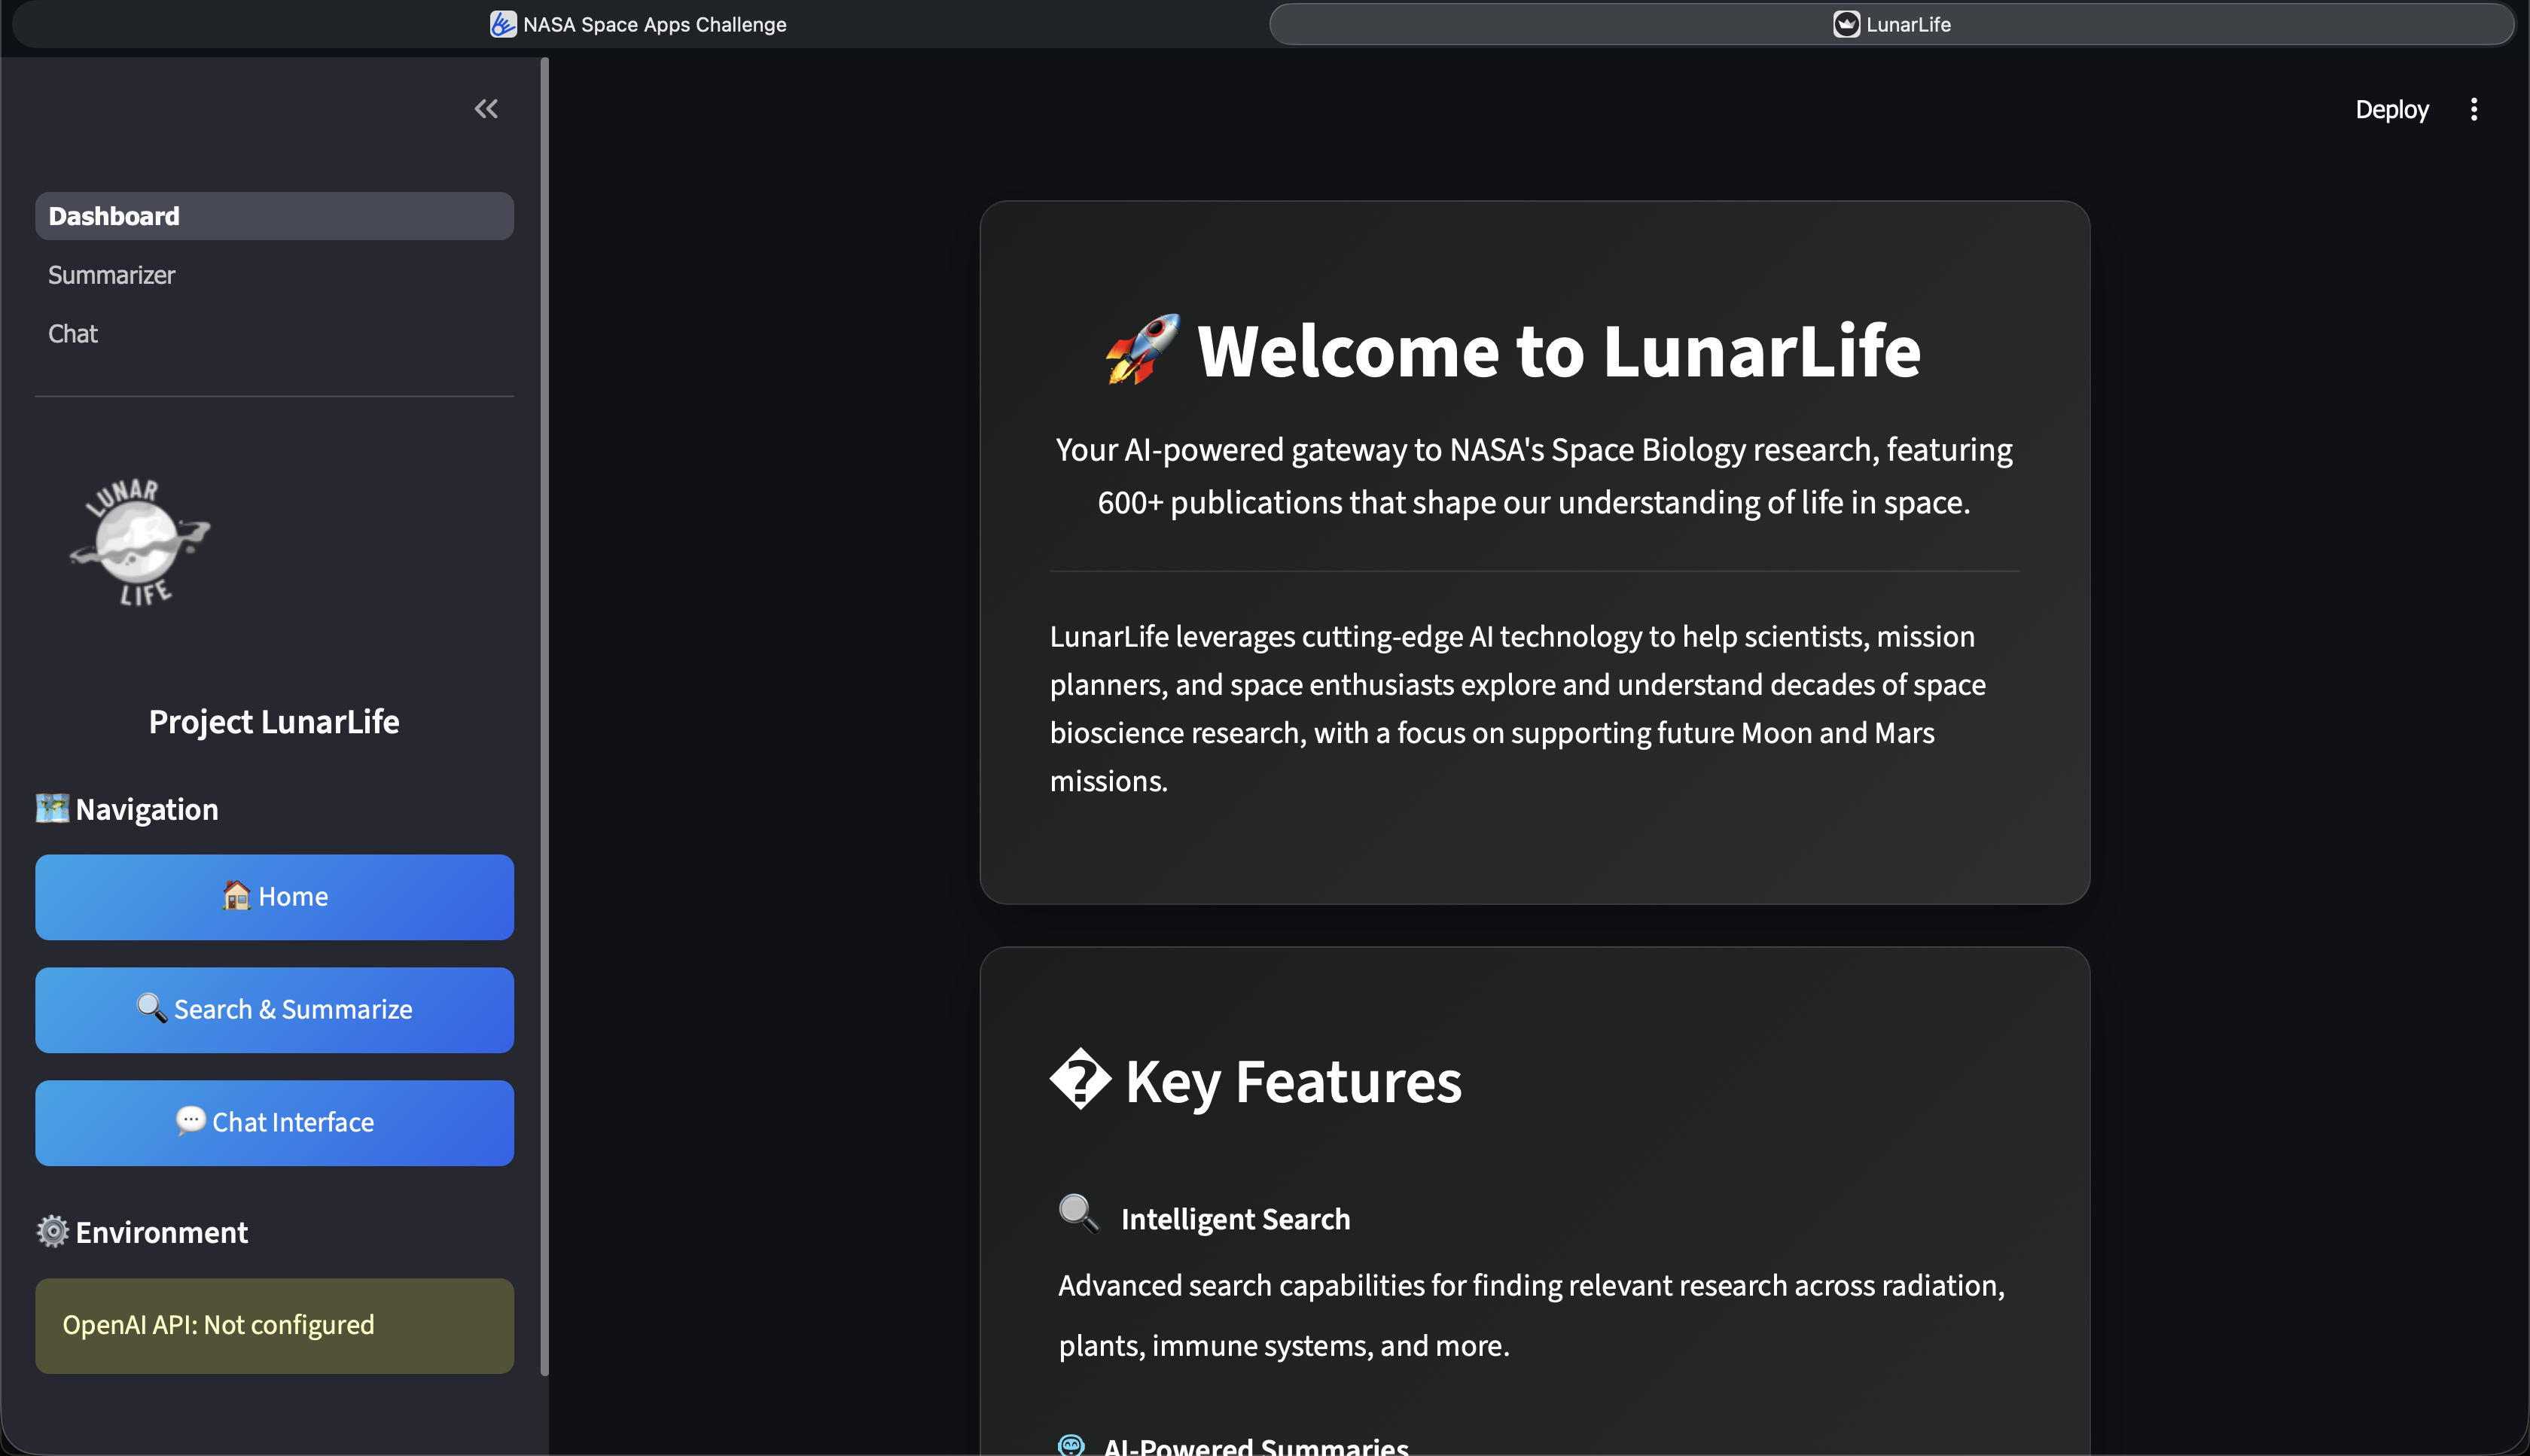 NASA Space Apps Challenge
LunarLife
Deploy
Dashboard
Summarizer
Chat
LUNAR
LIFE
Project LunarLife
🗺️ Navigation
🏠 Home
🔍 Search & Summarize
💬 Chat Interface
⚙️ Environment
OpenAI API: Not configured
🚀 Welcome to LunarLife
Your AI-powered gateway to NASA's Space Biology research, featuring
600+ publications that shape our understanding of life in space.
LunarLife leverages cutting-edge AI technology to help scientists, mission
planners, and space enthusiasts explore and understand decades of space
bioscience research, with a focus on supporting future Moon and Mars
missions.
� Key Features
🔍 Intelligent Search
Advanced search capabilities for finding relevant research across radiation,
plants, immune systems, and more.
🤖 AI-Powered Summaries